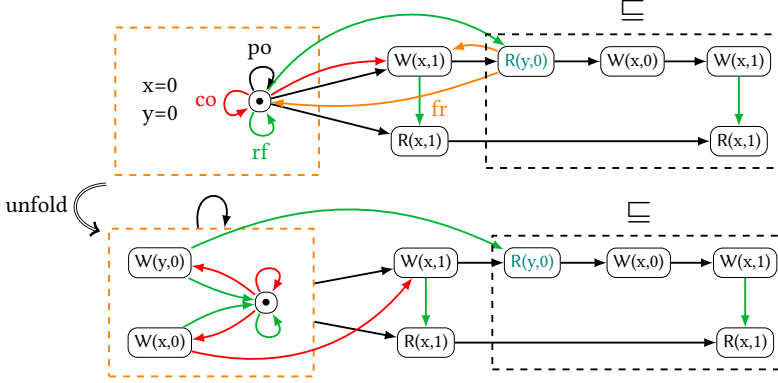 ⊑
po
W(x,1) R(y,0) W(x,0) W(x,1)
x=0
y=0
co
fr
rf
R(x,1) R(x,1)
unfold
⊑
W(y,0) W(x,1) R(y,0) W(x,0) W(x,1)
W(x,0) R(x,1) R(x,1)